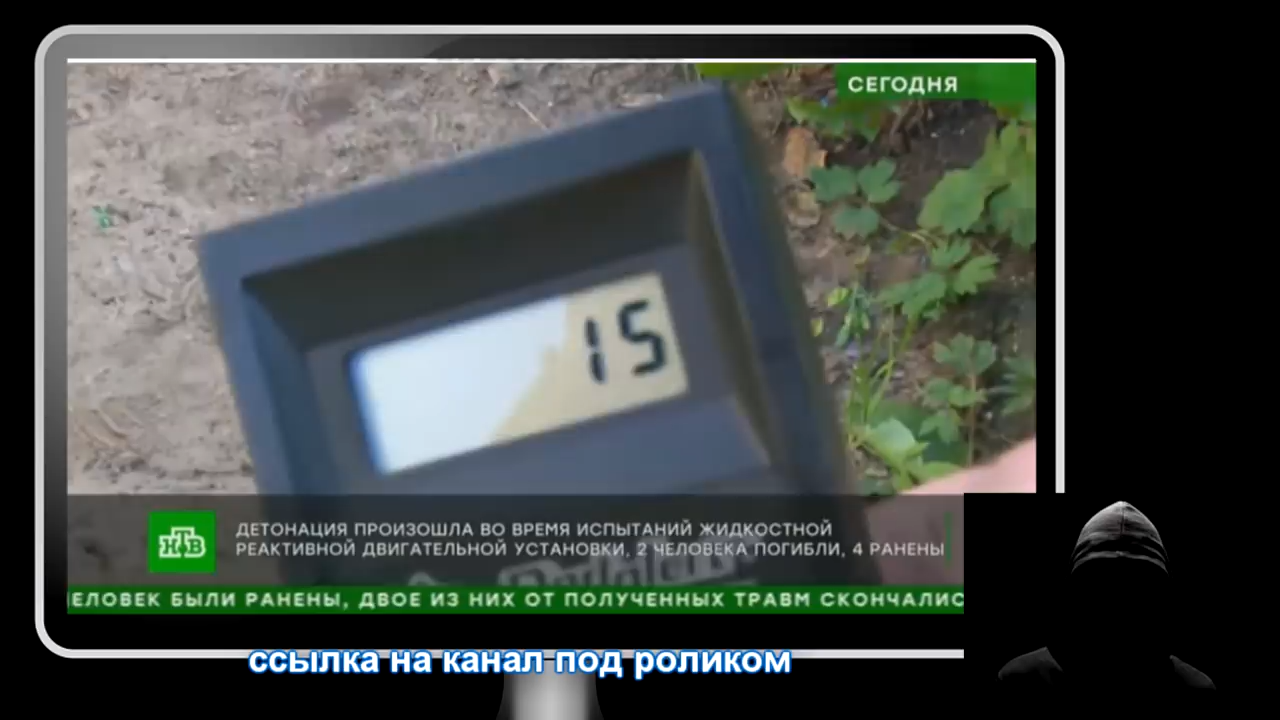 СЕГОДНЯ
15
НТВ
ДЕТОНАЦИЯ ПРОИЗОШЛА ВО ВРЕМЯ ИСПЫТАНИЙ ЖИДКОСТНОЙ
РЕАКТИВНОЙ ДВИГАТЕЛЬНОЙ УСТАНОВКИ, 2 ЧЕЛОВЕКА ПОГИБЛИ, 4 РАНЕНЫ
ЕЛОВЕК БЫЛИ РАНЕНЫ, ДВОЕ ИЗ НИХ ОТ ПОЛУЧЕННЫХ ТРАВМ СКОНЧАЛИС
ссылка на канал под роликом